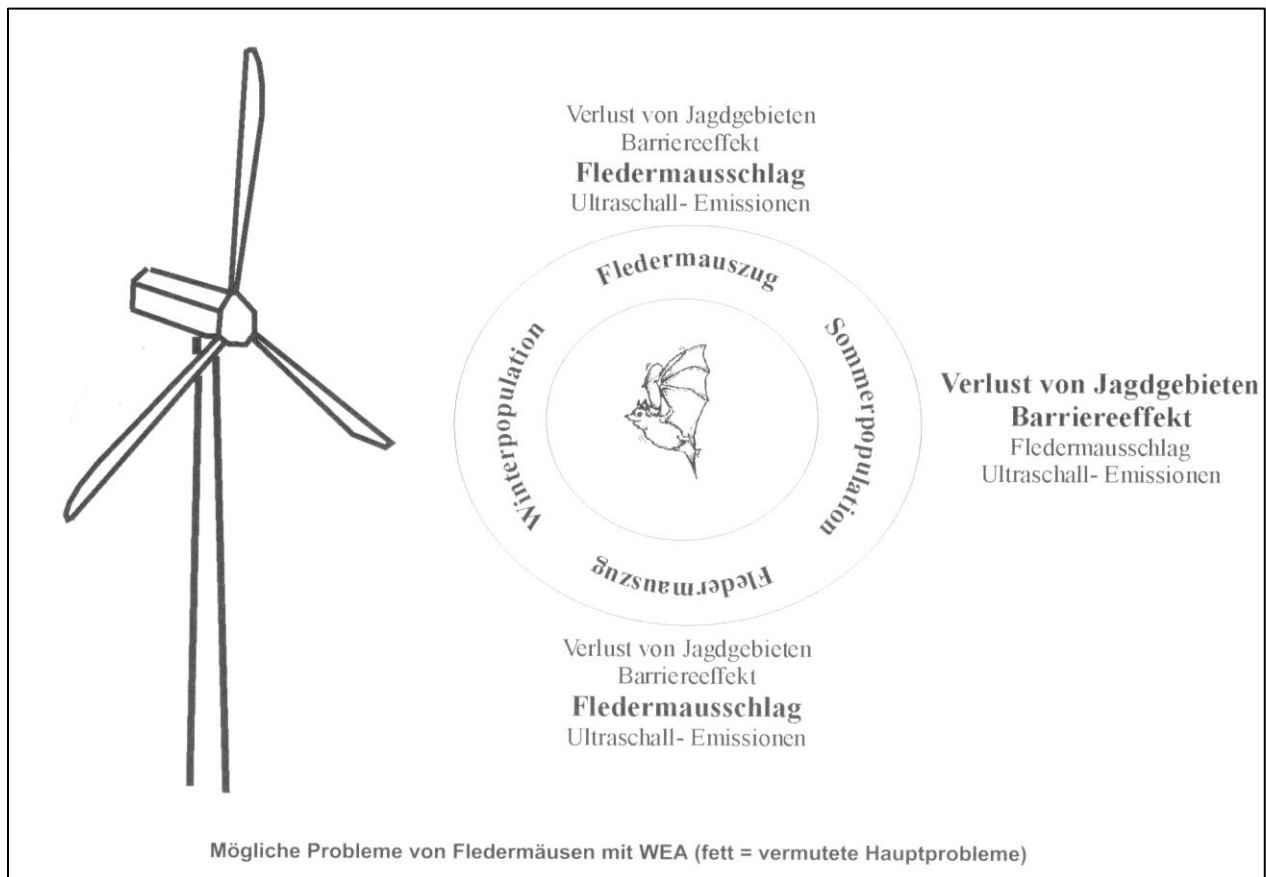 Verlust von Jagdgebieten
Barriereeffekt
Fledermausschlag
Ultraschall- Emissionen
Fledermauszug
Winterpopulation
Sommerpopulation
Verlust von Jagdgebieten
Barriereeffekt
Fledermausschlag
Ultraschall- Emissionen
Fledermauszug
Verlust von Jagdgebieten
Barriereeffekt
Fledermausschlag
Ultraschall- Emissionen
Mögliche Probleme von Fledermäusen mit WEA (fett = vermutete Hauptprobleme)